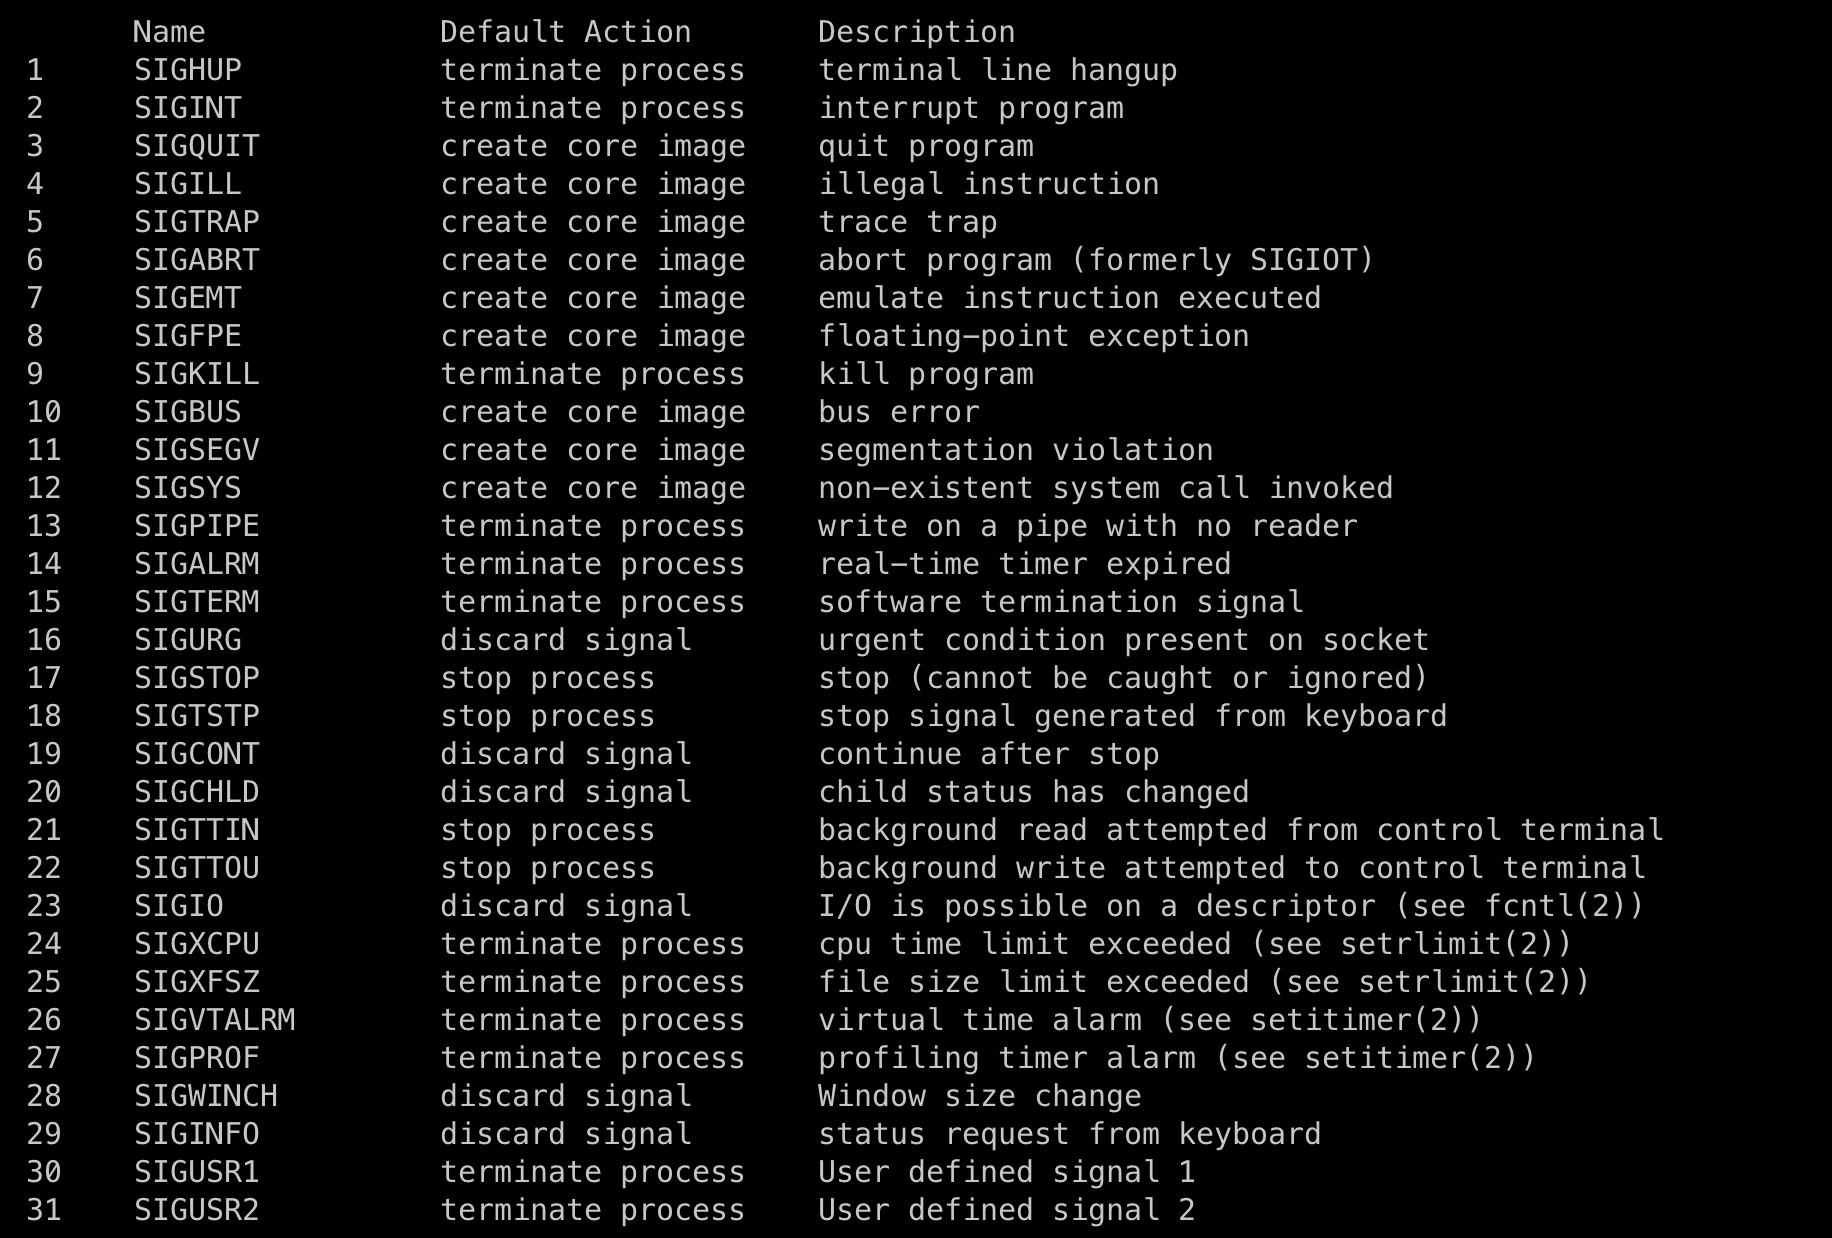 Name Default Action Description
1 SIGHUP terminate process terminal line hangup
2 SIGINT terminate process interrupt program
3 SIGQUIT create core image quit program
4 SIGILL create core image illegal instruction
5 SIGTRAP create core image trace trap
6 SIGABRT create core image abort program (formerly SIGIOT)
7 SIGEMT create core image emulate instruction executed
8 SIGFPE create core image floating-point exception
9 SIGKILL terminate process kill program
10 SIGBUS create core image bus error
11 SIGSEGV create core image segmentation violation
12 SIGSYS create core image non-existent system call invoked
13 SIGPIPE terminate process write on a pipe with no reader
14 SIGALRM terminate process real-time timer expired
15 SIGTERM terminate process software termination signal
16 SIGURG discard signal urgent condition present on socket
17 SIGSTOP stop process stop (cannot be caught or ignored)
18 SIGTSTP stop process stop signal generated from keyboard
19 SIGCONT discard signal continue after stop
20 SIGCHLD discard signal child status has changed
21 SIGTTIN stop process background read attempted from control terminal
22 SIGTTOU stop process background write attempted to control terminal
23 SIGIO discard signal I/O is possible on a descriptor (see fcntl(2))
24 SIGXCPU terminate process cpu time limit exceeded (see setrlimit(2))
25 SIGXFSZ terminate process file size limit exceeded (see setrlimit(2))
26 SIGVTALRM terminate process virtual time alarm (see setitimer(2))
27 SIGPROF terminate process profiling timer alarm (see setitimer(2))
28 SIGWINCH discard signal Window size change
29 SIGINFO discard signal status request from keyboard
30 SIGUSR1 terminate process User defined signal 1
31 SIGUSR2 terminate process User defined signal 2